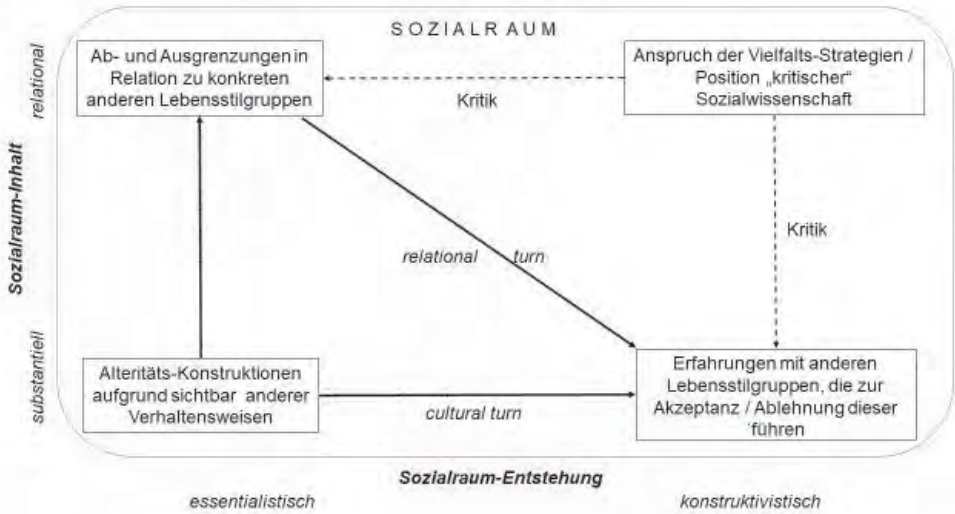 SOZIALRAUM
Ab- und Ausgrenzungen in
Relation zu konkreten
anderen Lebensstilgruppen
Anspruch der Vielfalts-Strategien /
Position „kritischer“
Sozialwissenschaft
Kritik
Kritik
relational turn
Alteritäts-Konstruktionen
aufgrund sichtbar anderer
Verhaltensweisen
cultural turn
Erfahrungen mit anderen
Lebensstilgruppen, die zur
Akzeptanz / Ablehnung dieser
führen
relational
Sozialraum-Inhalt
substantiell
Sozialraum-Entstehung
essentialistisch
konstruktivistisch